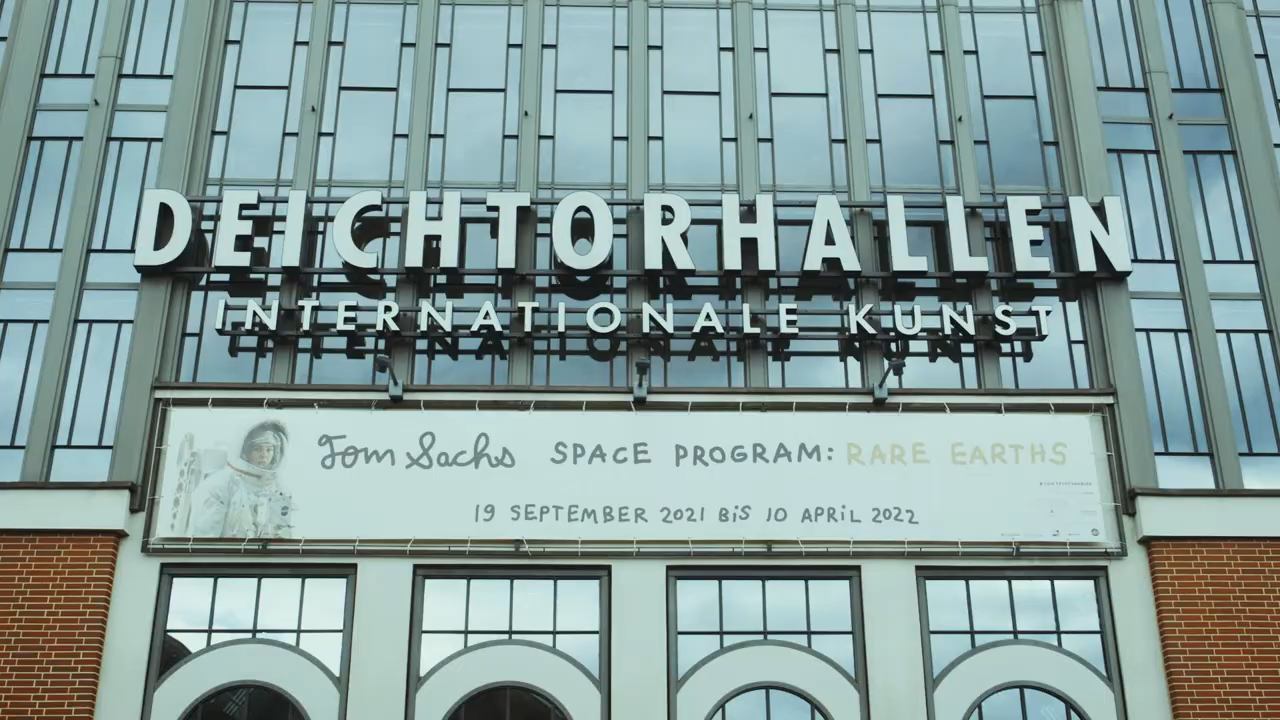 DEICHTORHALLEN
INTERNATIONALE KUNST
Tom Sachs SPACE PROGRAM: RARE EARTHS
19 SEPTEMBER 2021 BiS 10 APRiL 2022